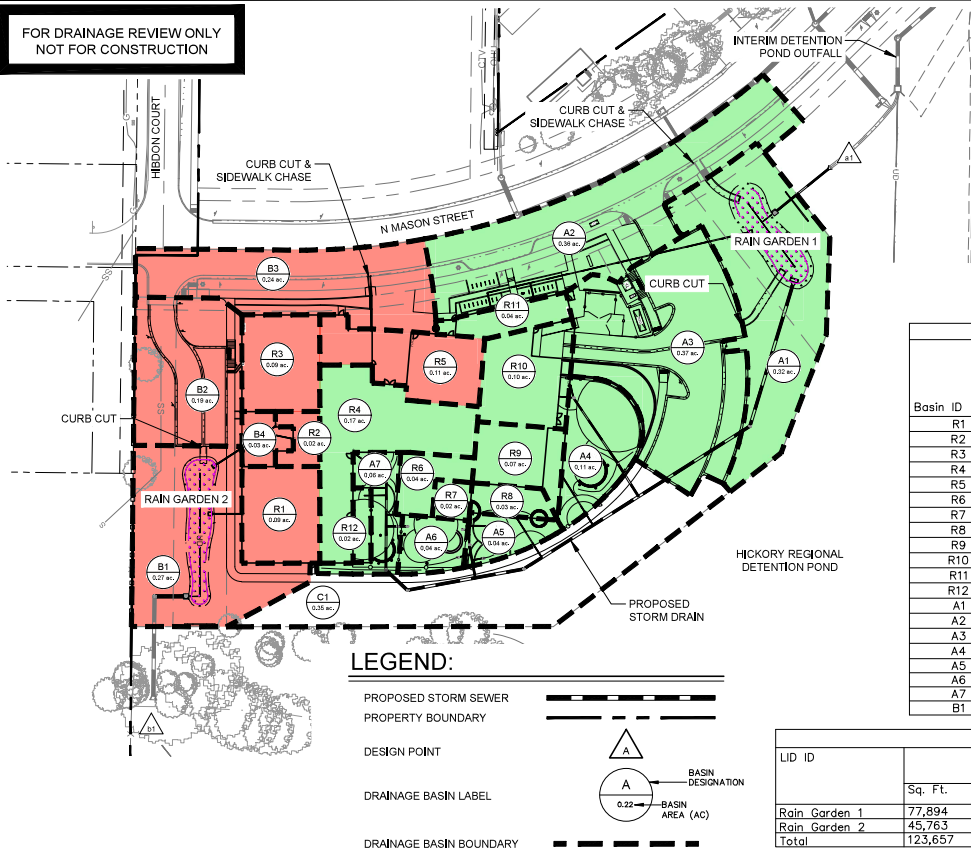 FOR DRAINAGE REVIEW ONLY
NOT FOR CONSTRUCTION
HIBDON COURT
CURB CUT &
SIDEWALK CHASE
N MASON STREET
CURB CUT &
SIDEWALK CHASE
INTERIM DETENTION
POND OUTFALL
a1
RAIN GARDEN 1
CURB CUT
A2
0.36 ac.
B3
0.24 ac.
R11
0.04 ac.
A3
0.37 ac.
A1
0.32 ac.
R3
0.09 ac.
R5
0.11 ac.
R10
0.10 ac.
B2
0.19 ac.
R4
0.17 ac.
CURB CUT
B4
0.03 ac.
R2
0.02 ac.
A7
0.06 ac.
R6
0.04 ac.
R9
0.07 ac.
A4
0.11 ac.
RAIN GARDEN 2
R1
0.09 ac.
R7
0.02 ac.
R8
0.03 ac.
R12
0.02 ac.
A6
0.04 ac.
A5
0.04 ac.
B1
0.27 ac.
C1
0.35 ac.
HICKORY REGIONAL
DETENTION POND
PROPOSED
STORM DRAIN
b1
SS
SS
SS
S
UD
LEGEND:
PROPOSED STORM SEWER
PROPERTY BOUNDARY
DESIGN POINT
A
DRAINAGE BASIN LABEL
A
0.22
BASIN
DESIGNATION
BASIN
AREA (AC)
DRAINAGE BASIN BOUNDARY
Basin ID
R1
R2
R3
R4
R5
R6
R7
R8
R9
R10
R11
R12
A1
A2
A3
A4
A5
A6
A7
B1
LID ID
Sq. Ft.
Rain Garden 1 77,894
Rain Garden 2 45,763
Total 123,657